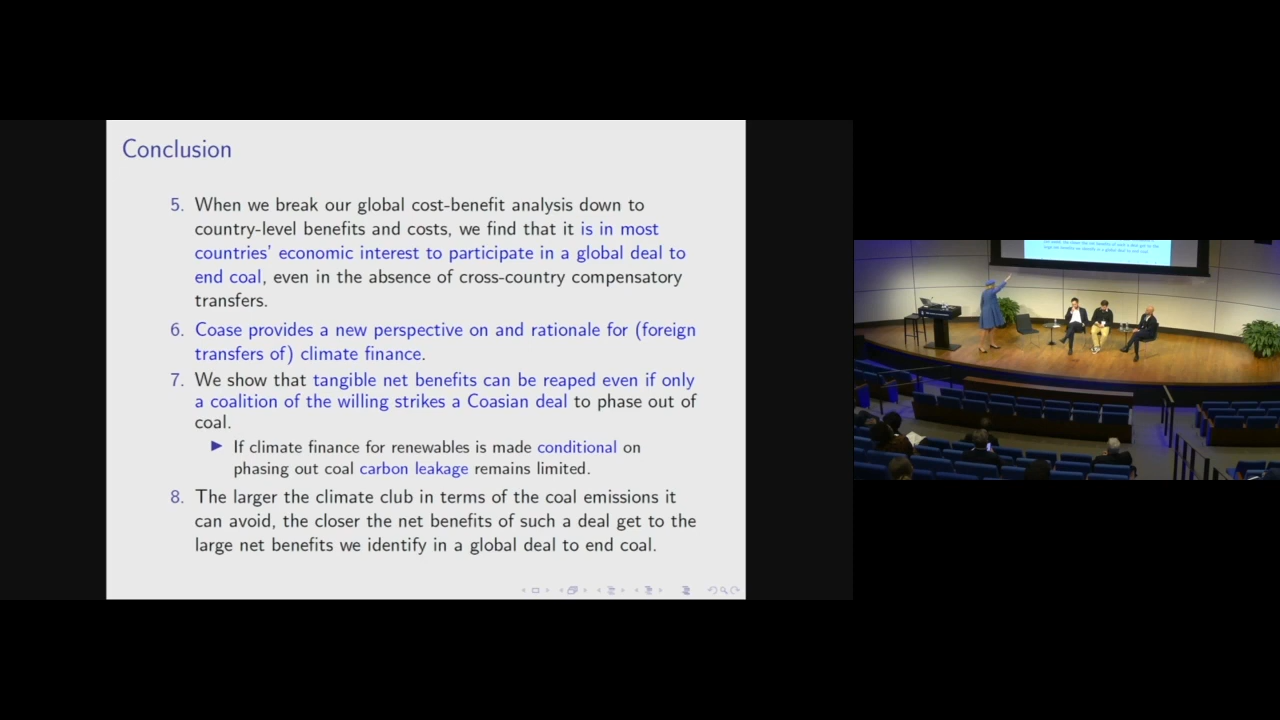 Conclusion
5. When we break our global cost-benefit analysis down to
country-level benefits and costs, we find that it is in most
countries' economic interest to participate in a global deal to
end coal, even in the absence of cross-country compensatory
transfers.
6. Coase provides a new perspective on and rationale for (foreign
transfers of) climate finance.
7. We show that tangible net benefits can be reaped even if only
a coalition of the willing strikes a Coasian deal to phase out of
coal.
If climate finance for renewables is made conditional on
phasing out coal carbon leakage remains limited.
8. The larger the climate club in terms of the coal emissions it
can avoid, the closer the net benefits of such a deal get to the
large net benefits we identify in a global deal to end coal.